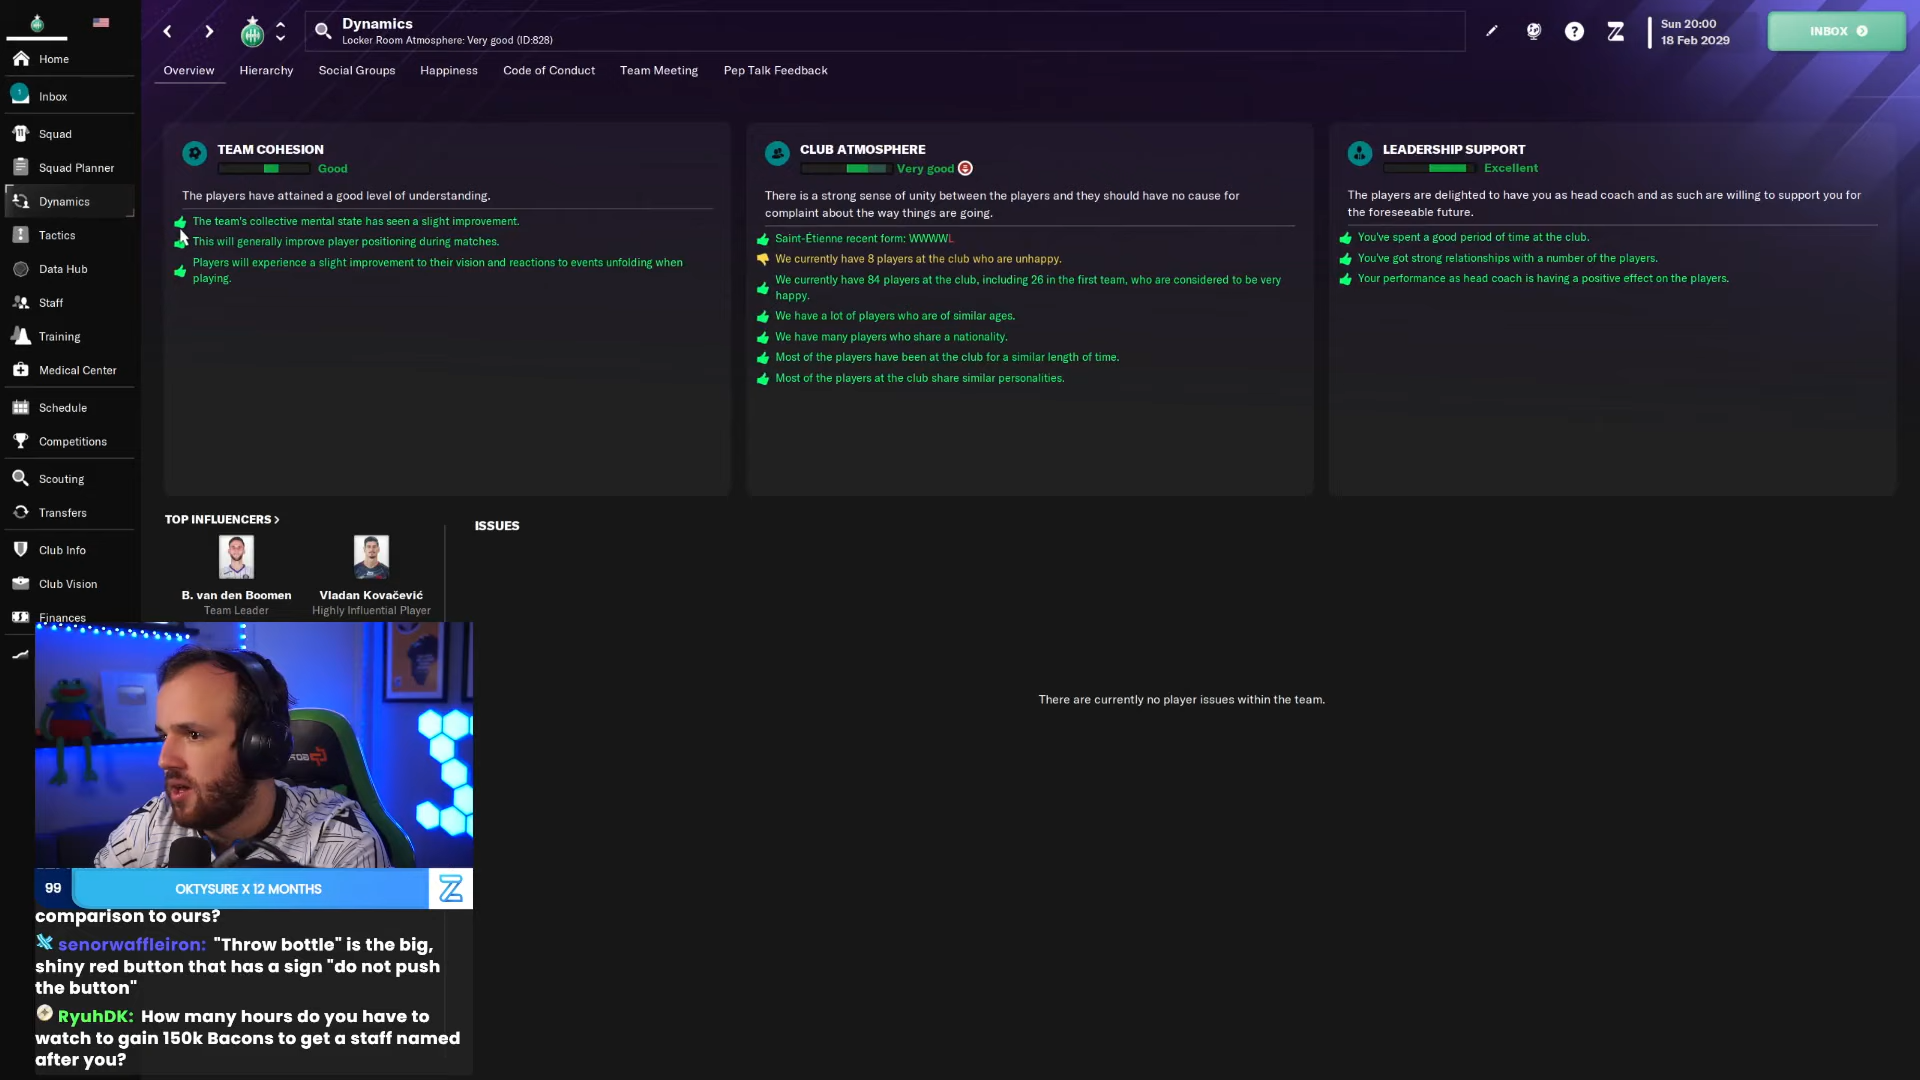 Dynamics
Locker Room Atmosphere: Very good (ID:828)
Sun 20:00
18 Feb 2029
INBOX
Overview
Hierarchy
Social Groups
Happiness
Code of Conduct
Team Meeting
Pep Talk Feedback
Home
1
Inbox
Squad
Squad Planner
Dynamics
Tactics
Data Hub
Staff
Training
Medical Center
Schedule
Competitions
Scouting
Transfers
Club Info
Club Vision
Finances
TEAM COHESION
Good
The players have attained a good level of understanding.
The team's collective mental state has seen a slight improvement.
This will generally improve player positioning during matches.
Players will experience a slight improvement to their vision and reactions to events unfolding when
playing.
CLUB ATMOSPHERE
Very good
There is a strong sense of unity between the players and they should have no cause for
complaint about the way things are going.
Saint-Étienne recent form: WWWWL
We currently have 8 players at the club who are unhappy.
We currently have 84 players at the club, including 26 in the first team, who are considered to be very
happy.
We have a lot of players who are of similar ages.
We have many players who share a nationality.
Most of the players have been at the club for a similar length of time.
Most of the players at the club share similar personalities.
LEADERSHIP SUPPORT
Excellent
The players are delighted to have you as head coach and as such are willing to support you for
the foreseeable future.
You've spent a good period of time at the club.
You've got strong relationships with a number of the players.
Your performance as head coach is having a positive effect on the players.
TOP INFLUENCERS >
B. van den Boomen
Team Leader
Vladan Kovačević
Highly Influential Player
ISSUES
There are currently no player issues within the team.
99
OKTYSURE X 12 MONTHS
comparison to ours?
senorwaffleiron: "Throw bottle" is the big,
shiny red button that has a sign "do not push
the button"
RyuhDK: How many hours do you have to
watch to gain 150k Bacons to get a staff named
after you?